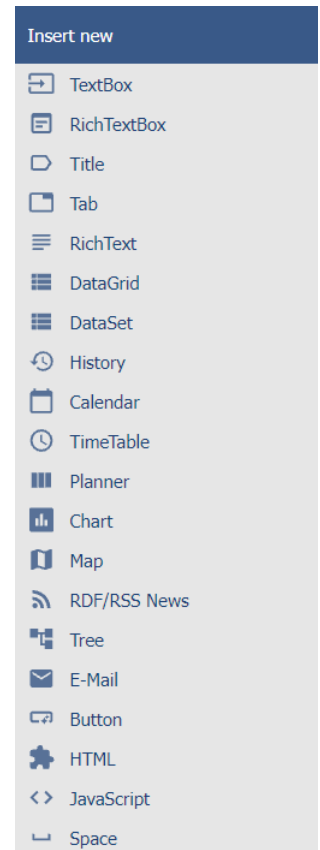 Insert new
TextBox
RichTextBox
Title
Tab
RichText
DataGrid
DataSet
History
Calendar
TimeTable
Planner
Chart
Map
RDF/RSS News
Tree
E-Mail
Button
HTML
JavaScript
Space